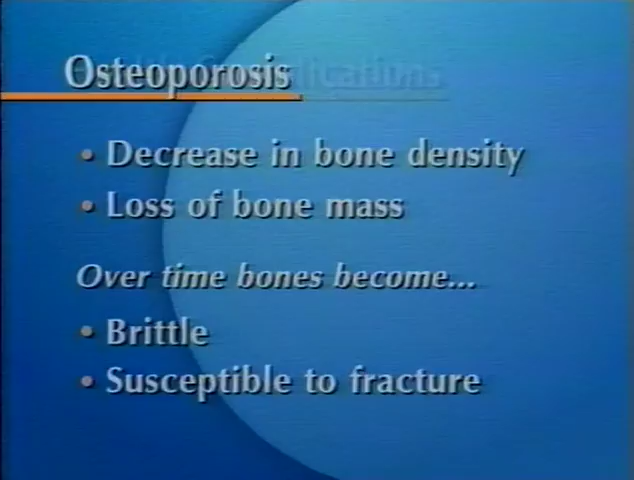 Osteoporosis
• Decrease in bone density
• Loss of bone mass
Over time bones become...
• Brittle
• Susceptible to fracture